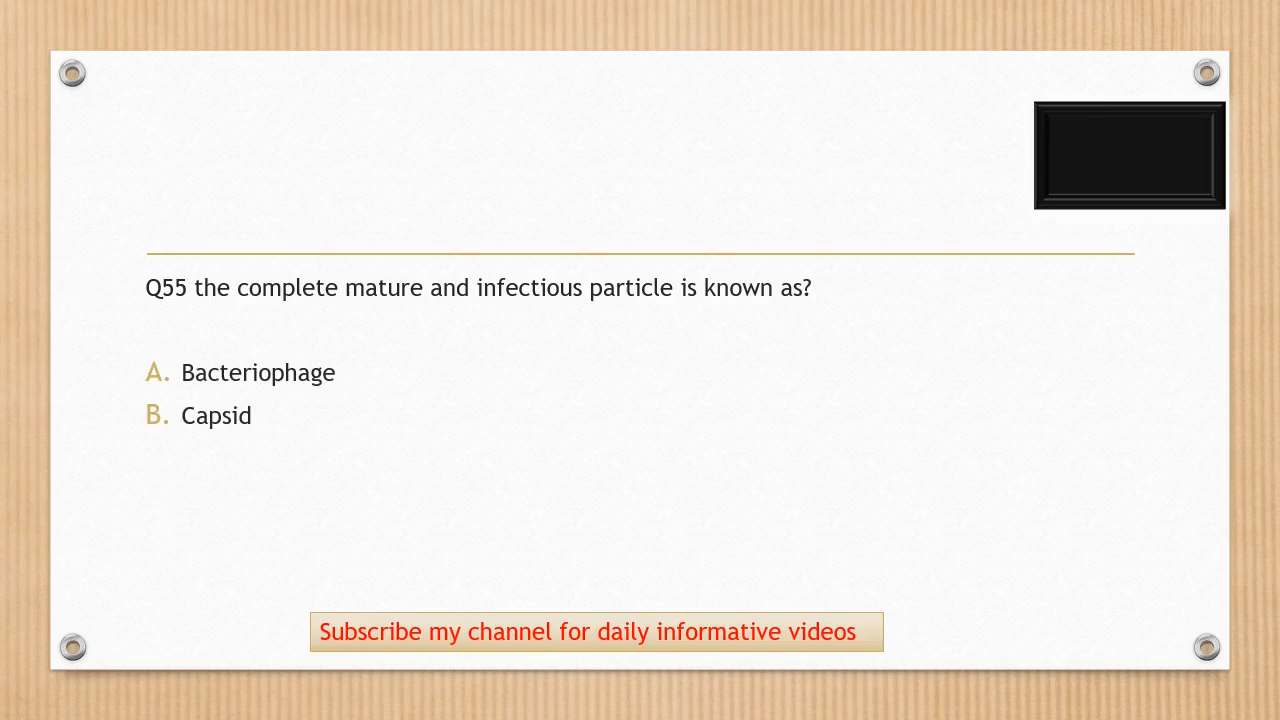 Q55 the complete mature and infectious particle is known as?
A. Bacteriophage
B. Capsid
Subscribe my channel for daily informative videos